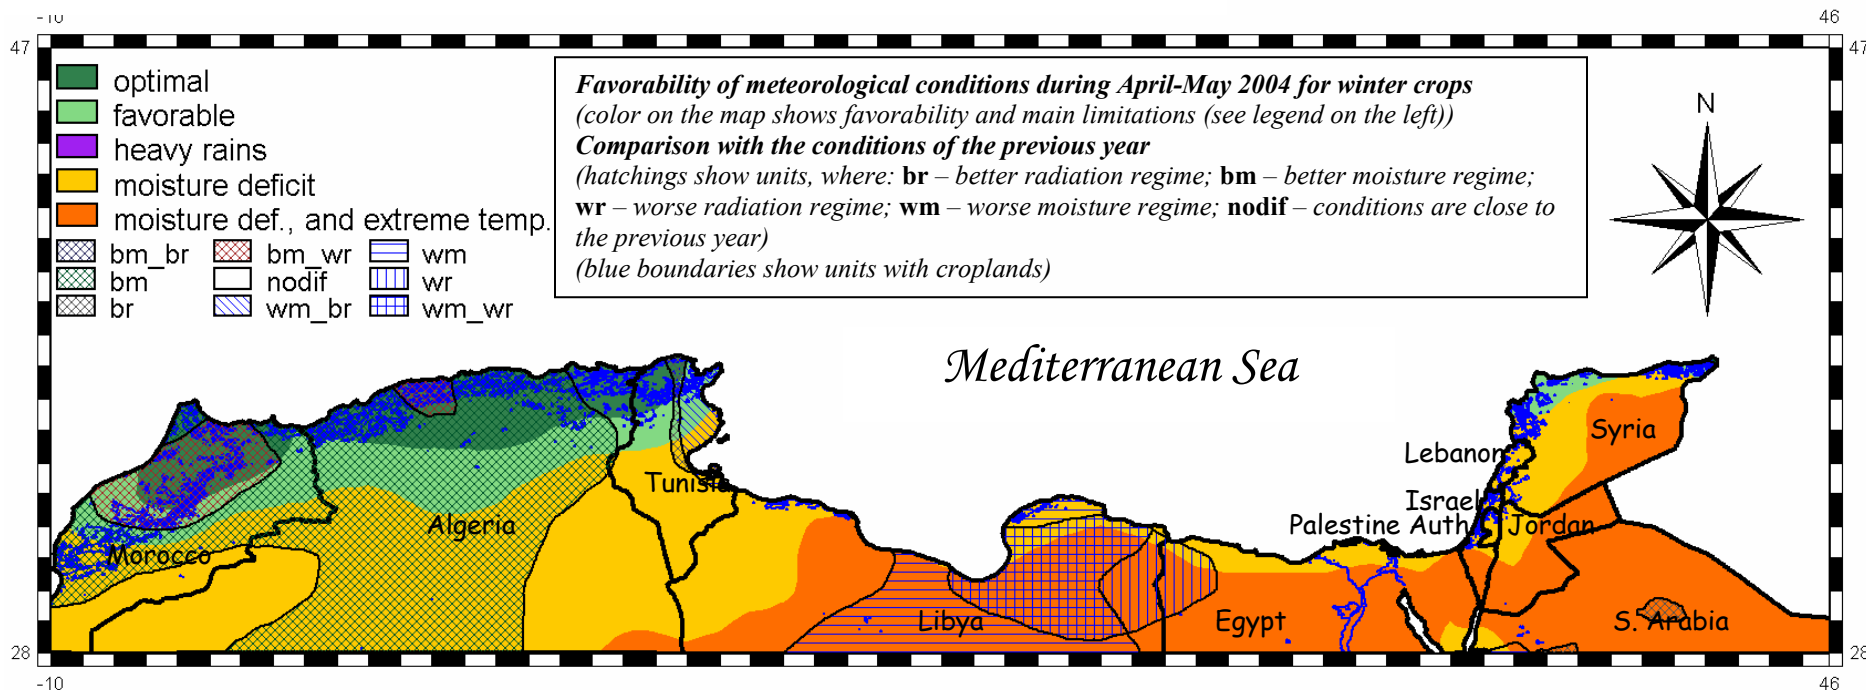 -10
46
47
47
optimal
favorable
heavy rains
moisture deficit
moisture def., and extreme temp.
bm_br
bm_wr
wm
bm
nodif
wr
br
wm_br
wm_wr
Favorability of meteorological conditions during April-May 2004 for winter crops
(color on the map shows favorability and main limitations (see legend on the left))
Comparison with the conditions of the previous year
(hatchings show units, where: br – better radiation regime; bm – better moisture regime;
wr – worse radiation regime; wm – worse moisture regime; nodif – conditions are close to
the previous year)
(blue boundaries show units with croplands)
N
Mediterranean Sea
Syria
Lebanon
Tunisia
Israel
Algeria
Palestine Auth.
Jordan
Morocco
Libya
Egypt
S. Arabia
28
28
-10
46